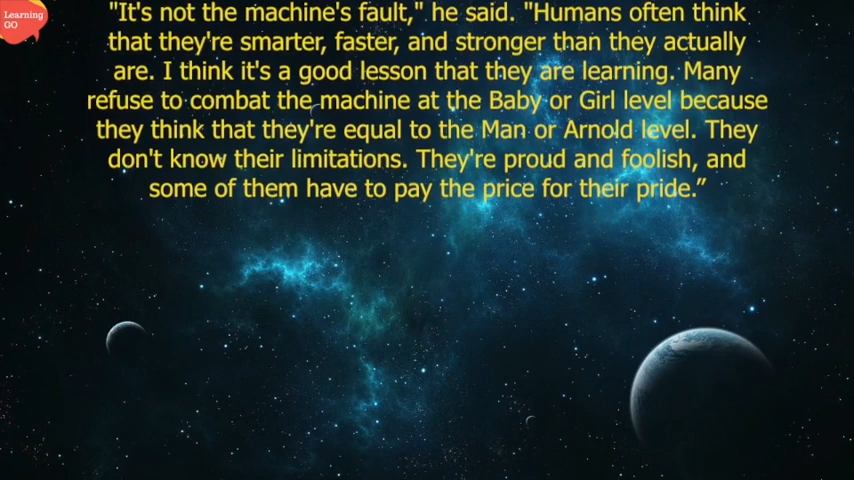 Learning
GO
"It's not the machine's fault," he said. "Humans often think
that they're smarter, faster, and stronger than they actually
are. I think it's a good lesson that they are learning. Many
refuse to combat the machine at the Baby or Girl level because
they think that they're equal to the Man or Arnold level. They
don't know their limitations. They're proud and foolish, and
some of them have to pay the price for their pride.”